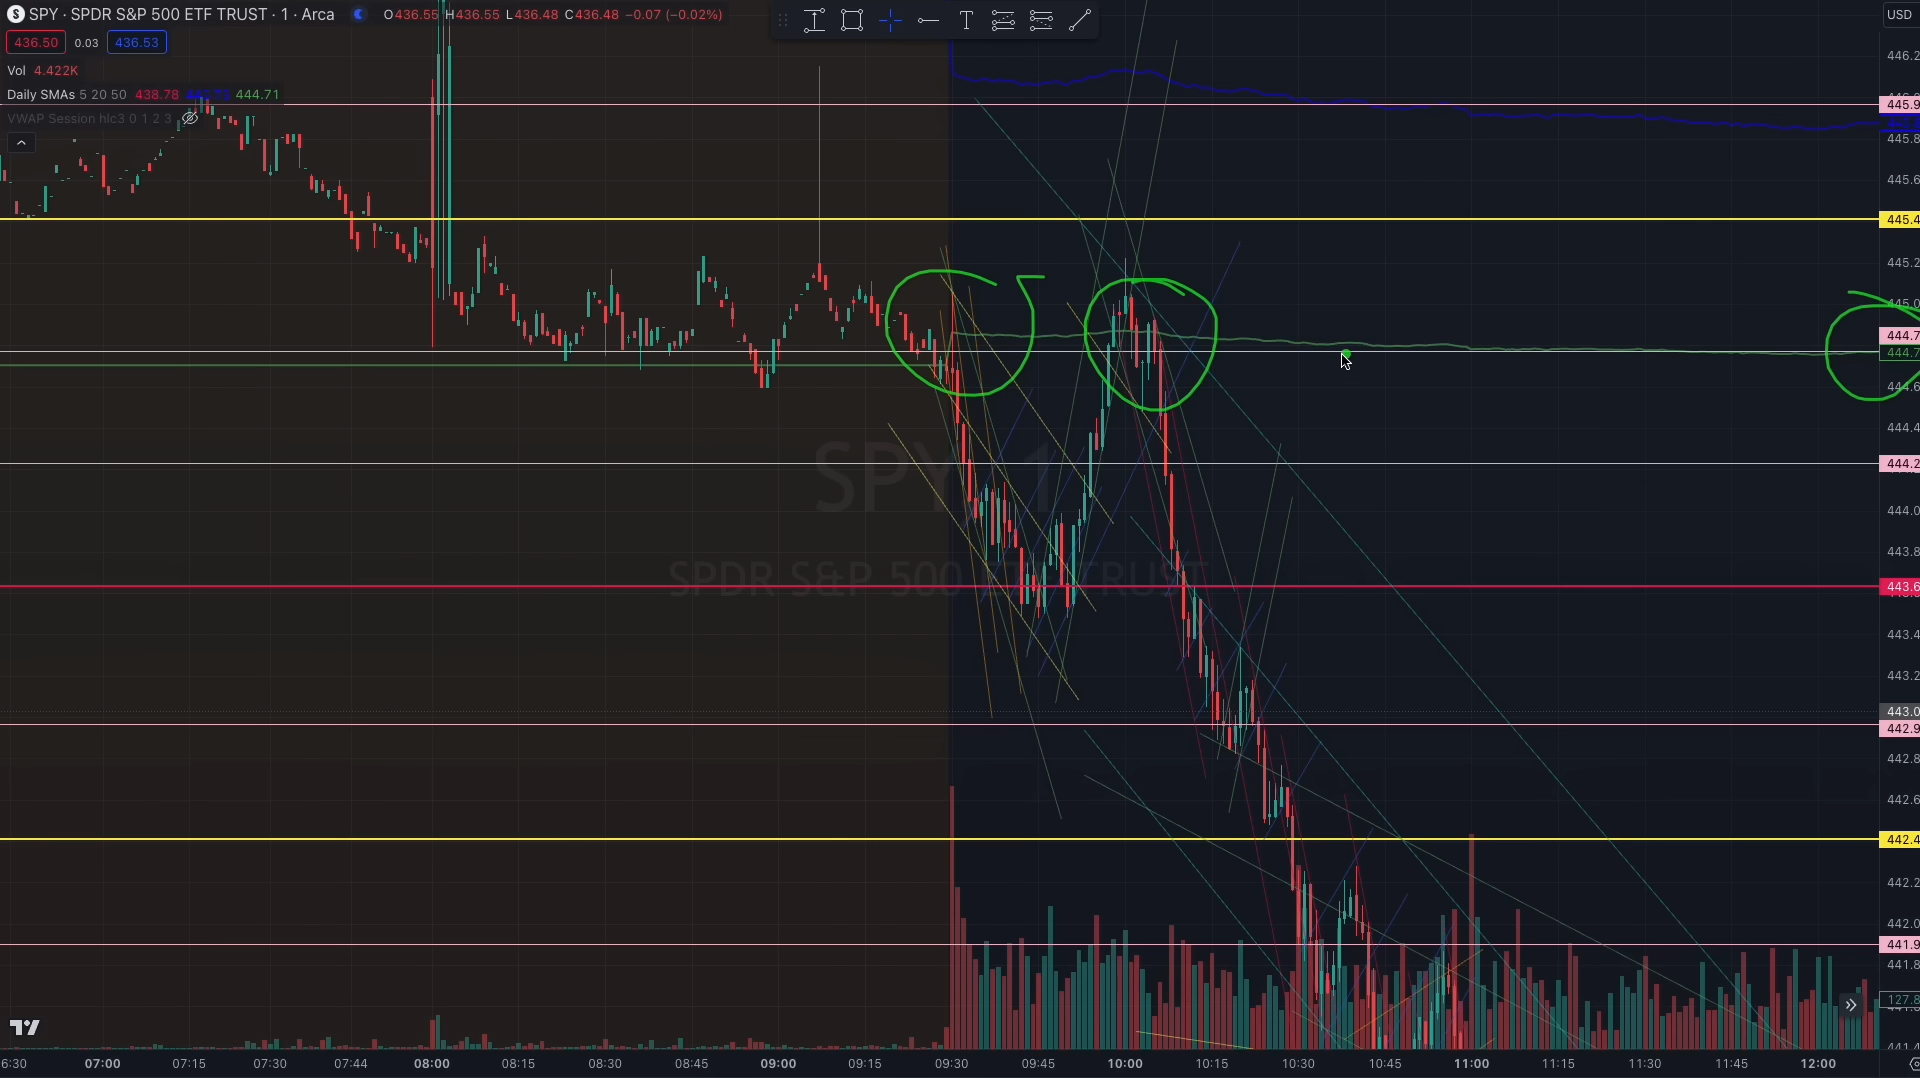 SPY · SPDR S&P 500 ETF TRUST · 1 · Arca O436.55 H436.55 L436.48 C436.48 −0.07 (−0.02%)
436.50 0.03 436.53
Vol 4.422K
Daily SMAs 5 20 50 438.78 444.71
VWAP Session hlc3 0 1 2 3
T
SPY, 1
SPDR S&P 500 ETF TRUST
USD
446.2
445.9
445.8
445.6
445.4
445.2
445.0
444.7
444.7
444.6
444.4
444.2
444.0
443.8
443.6
443.4
443.2
443.0
442.9
442.8
442.6
442.4
442.2
442.0
441.9
441.8
127.8
441.4
6:30 07:00 07:15 07:30 07:44 08:00 08:15 08:30 08:45 09:00 09:15 09:30 09:45 10:00 10:15 10:30 10:45 11:00 11:15 11:30 11:45 12:00